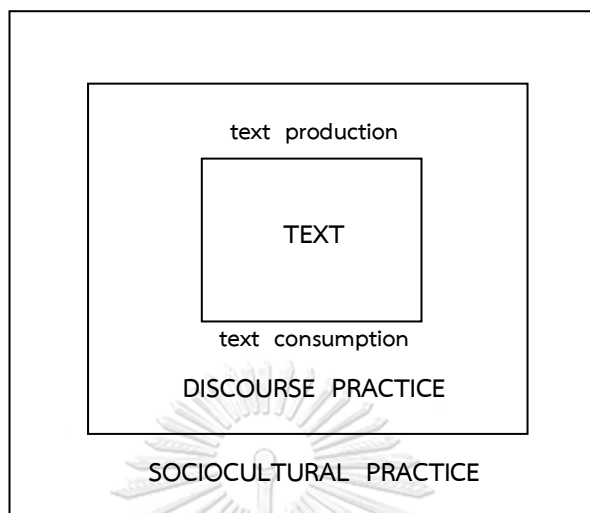 text production
TEXT
text consumption
DISCOURSE PRACTICE
SOCIOCULTURAL PRACTICE